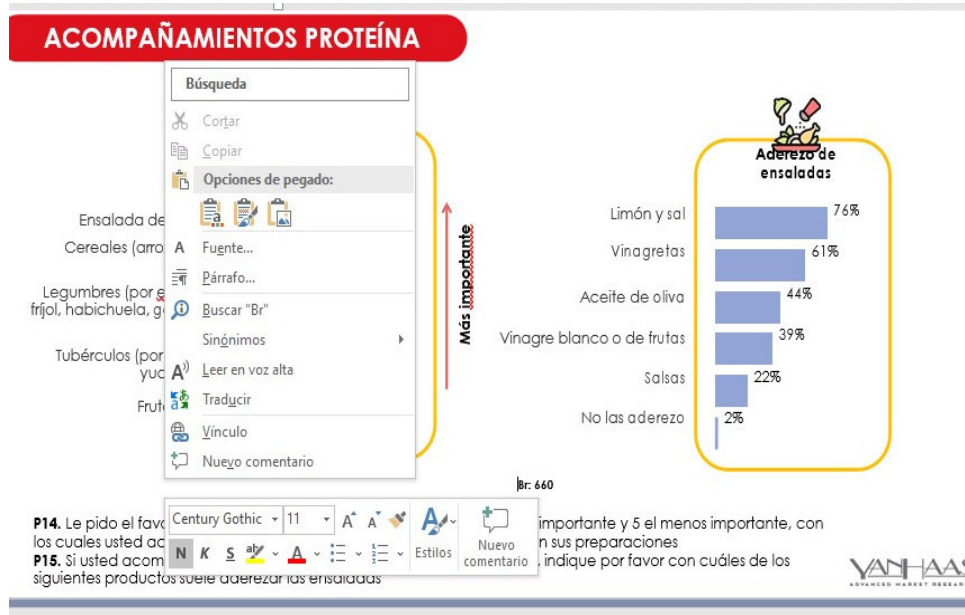 ACOMPAÑAMIENTOS PROTEÍNA
Búsqueda
Cortar
Copiar
Opciones de pegado:
Fuente...
Párrafo...
Buscar "Br"
Sinónimos
Leer en voz alta
Traducir
Vínculo
Nuevo comentario
Ensalada de
Cereales (arro
Legumbres (por e
fríjol, habichuela, g
Tubérculos (por
yuc
Frut
Más importante
Aderezo de
ensaladas
Limón y sal 76%
Vinagretas 61%
Aceite de oliva 44%
Vinagre blanco o de frutas 39%
Salsas 22%
No las aderezo 2%
Br: 660
Century Gothic 11 A A
N K S ab A Estilos Nuevo
comentario
P14. Le pido el favo importante y 5 el menos importante, con
los cuales usted ac n sus preparaciones
P15. Si usted acom , indique por favor con cuáles de los
siguientes productos suele aderezar las ensaladas
YANHAAS
ADVANCED MARKET RESEAR